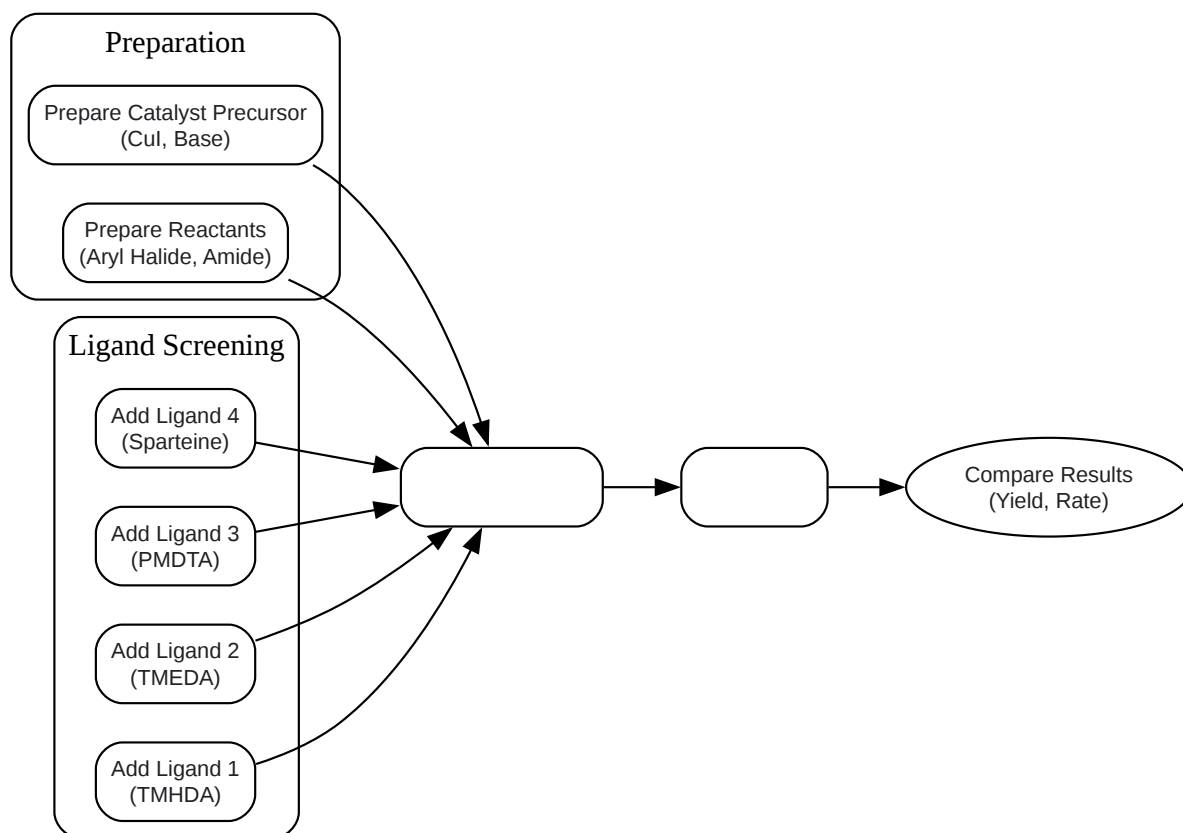 Preparation
Prepare Catalyst Precursor
(CuI, Base)
Prepare Reactants
(Aryl Halide, Amide)
Ligand Screening
Add Ligand 4
(Sparteine)
Add Ligand 3
(PMDTA)
Add Ligand 2
(TMEDA)
Add Ligand 1
(TMHDA)
Compare Results
(Yield, Rate)